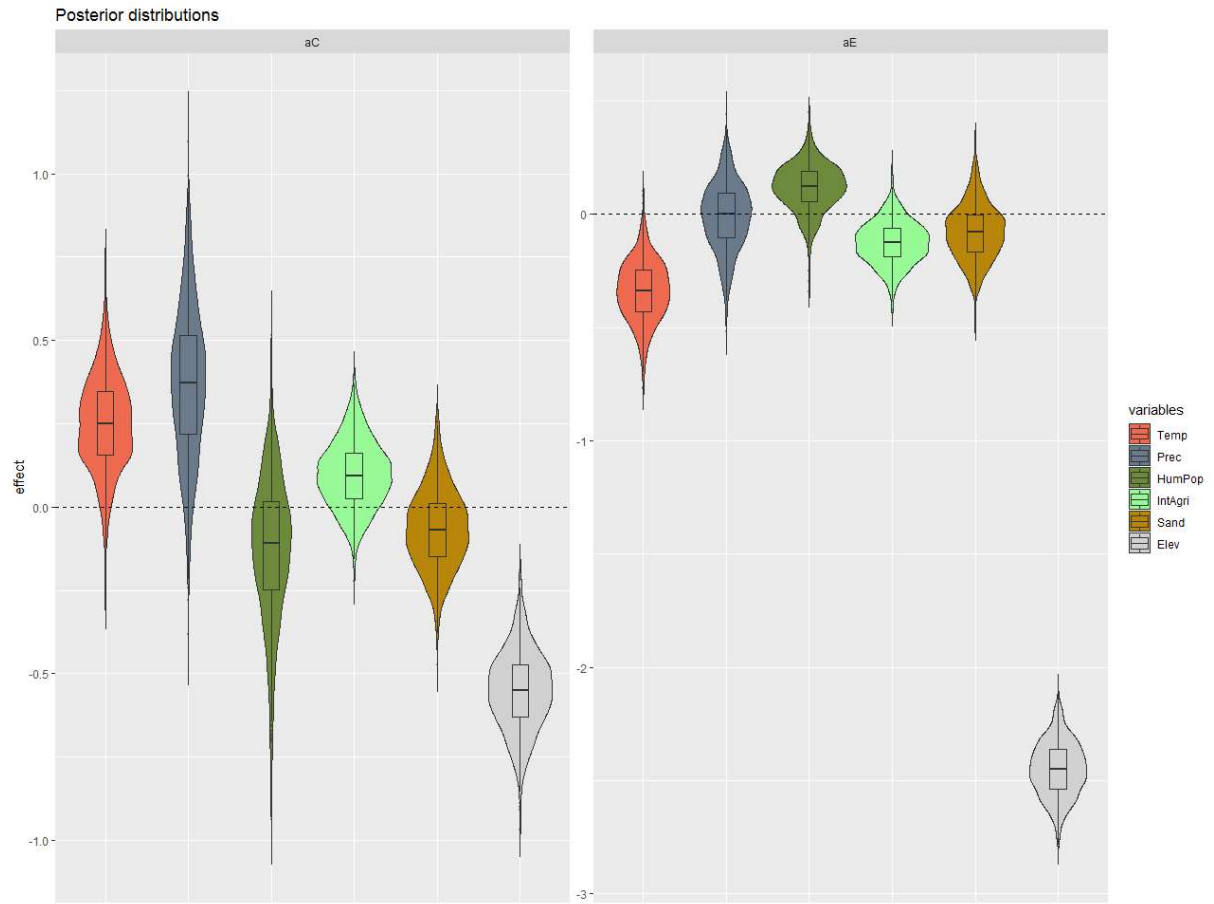 Posterior distributions
aC
aE
effect
1.0
0.5
0.0
-0.5
-1.0
0
-1
-2
-3
variables
Temp
Prec
HumPop
IntAgri
Sand
Elev